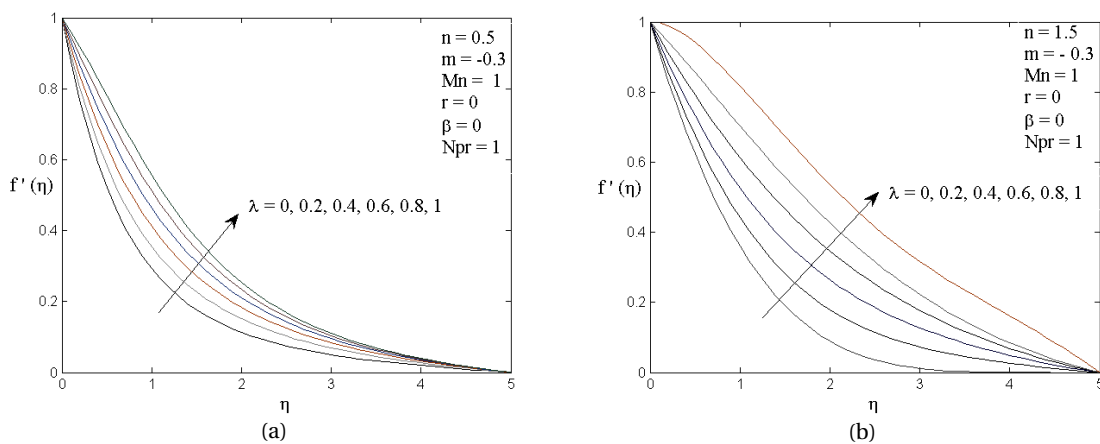 1
0.8
0.6
0.4
0.2
0
f ' (η)
0
1
2
3
4
5
η
n = 0.5
m = -0.3
Mn = 1
r = 0
β = 0
Npr = 1
λ = 0, 0.2, 0.4, 0.6, 0.8, 1
(a)
1
0.8
0.6
0.4
0.2
0
f ' (η)
0
1
2
3
4
5
η
n = 1.5
m = - 0.3
Mn = 1
r = 0
β = 0
Npr = 1
λ = 0, 0.2, 0.4, 0.6, 0.8, 1
(b)